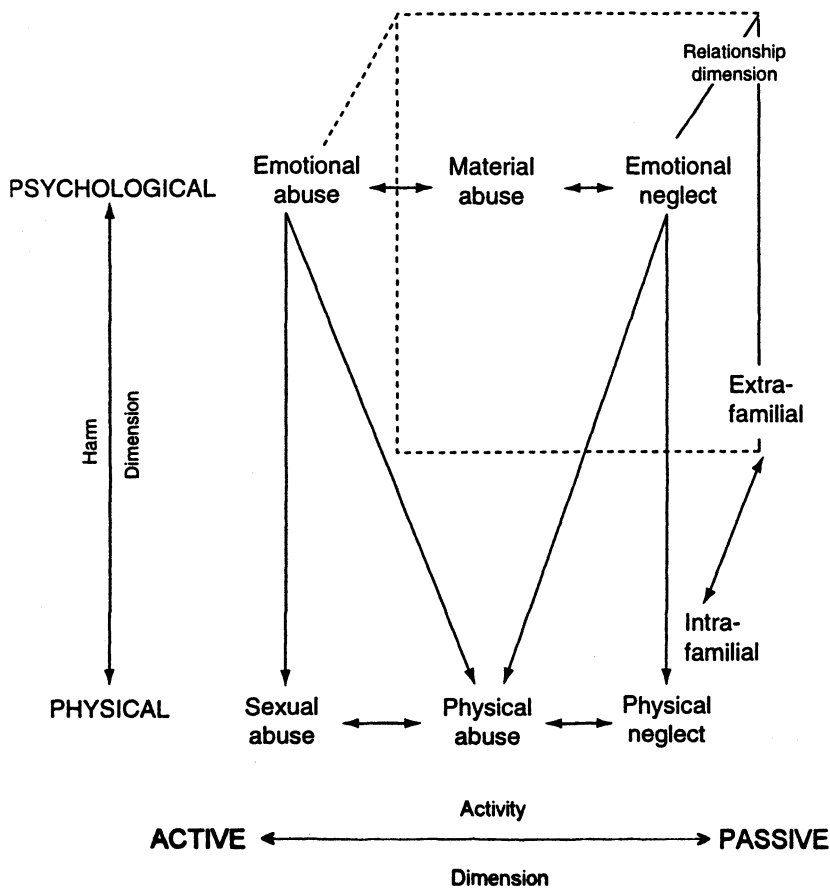 Relationship
dimension
PSYCHOLOGICAL
Emotional
abuse
Material
abuse
Emotional
neglect
Harm
Dimension
Extra-
familial
Intra-
familial
PHYSICAL
Sexual
abuse
Physical
abuse
Physical
neglect
Activity
ACTIVE
PASSIVE
Dimension